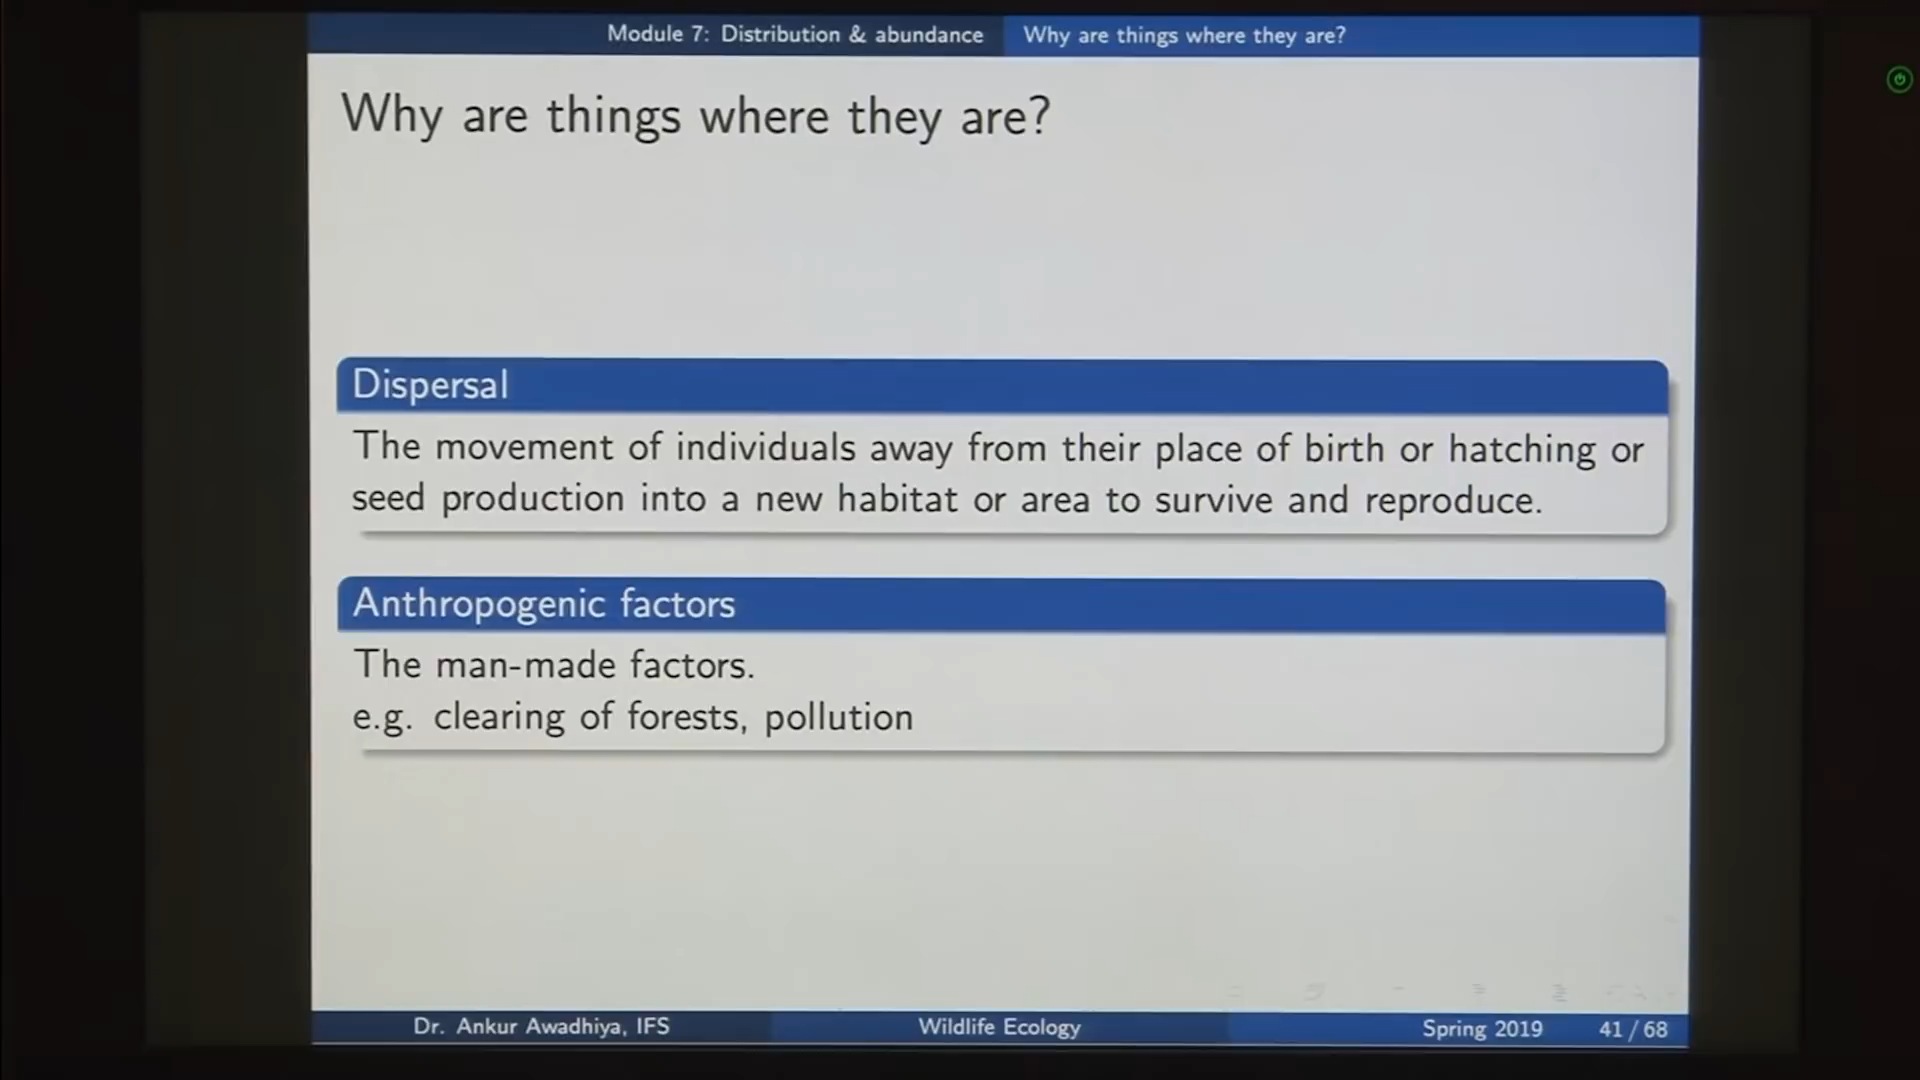 Module 7: Distribution & abundance Why are things where they are?
Why are things where they are?
Dispersal
The movement of individuals away from their place of birth or hatching or
seed production into a new habitat or area to survive and reproduce.
Anthropogenic factors
The man-made factors.
e.g. clearing of forests, pollution
Dr. Ankur Awadhiya, IFS Wildlife Ecology Spring 2019 41 / 68